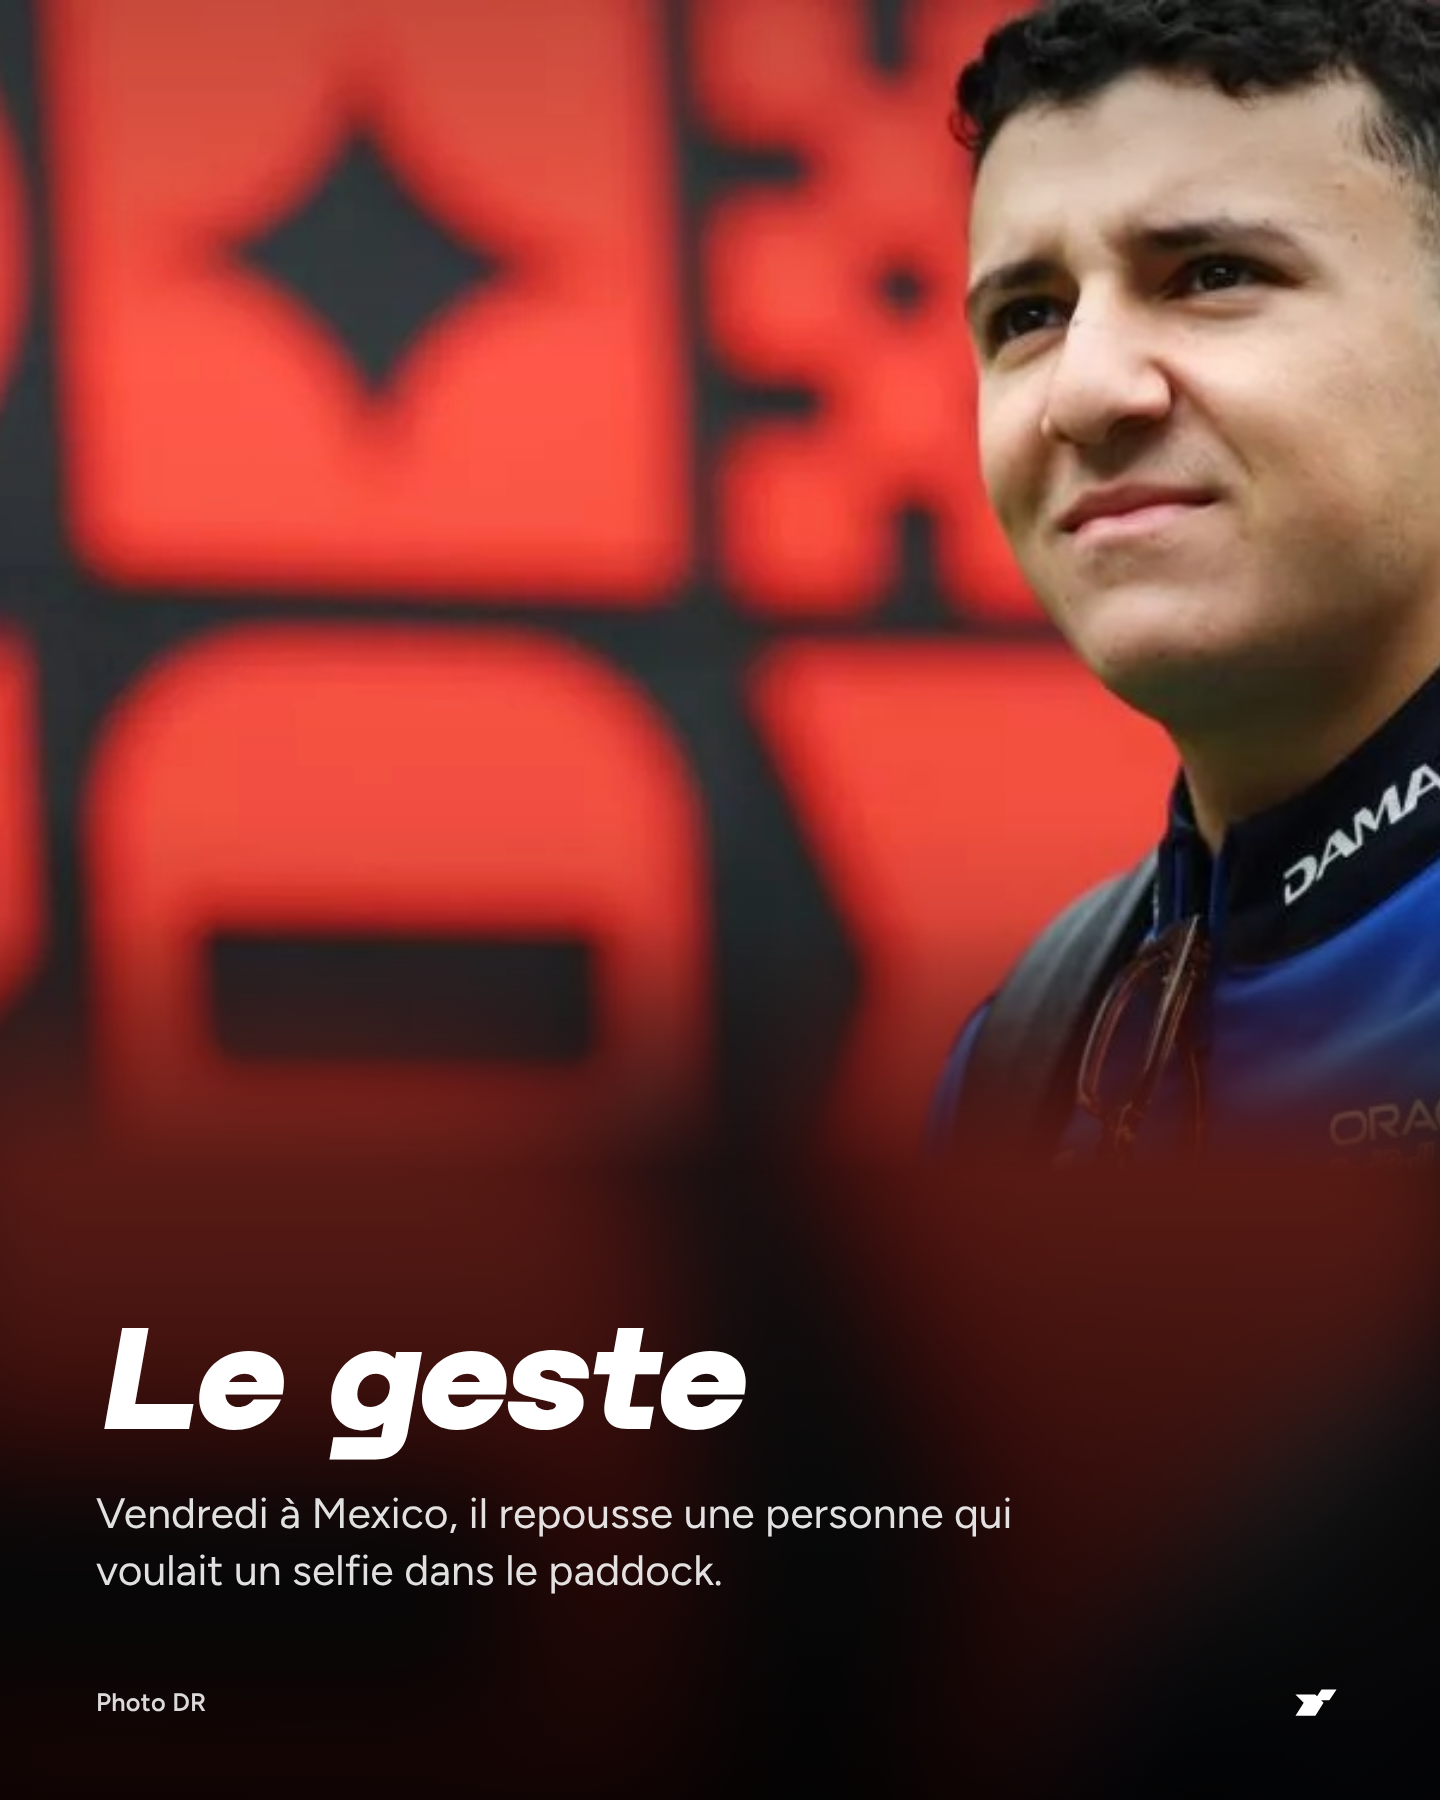 DAMA
ORAC
Le geste
Vendredi à Mexico, il repousse une personne qui
voulait un selfie dans le paddock.
Photo DR